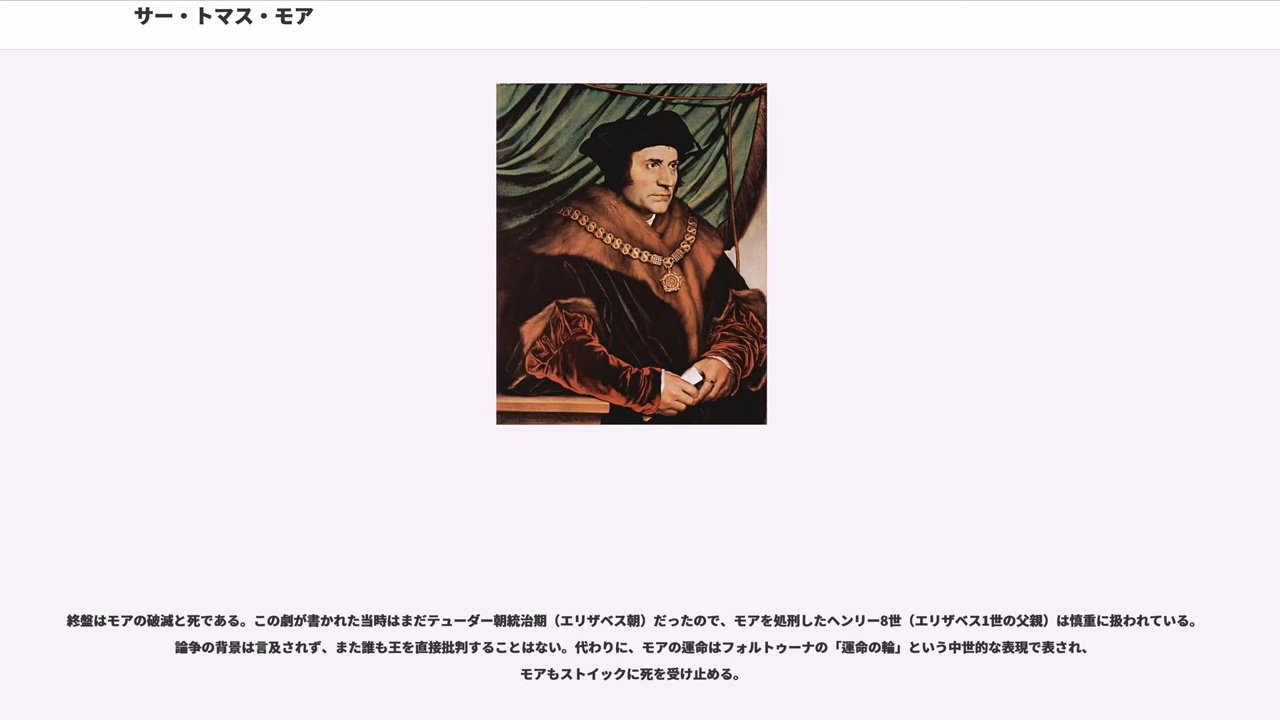 サー・トマス・モア
終盤はモアの破滅と死である。この劇が書かれた当時はまだテューダー朝統治期（エリザベス朝）だったので、モアを処刑したヘンリー8世（エリザベス1世の父親）は慎重に扱われている。
論争の背景は言及されず、また誰も王を直接批判することはない。代わりに、モアの運命はフォルトゥーナの「運命の輪」という中世的な表現で表され、
モアもストイックに死を受け止める。